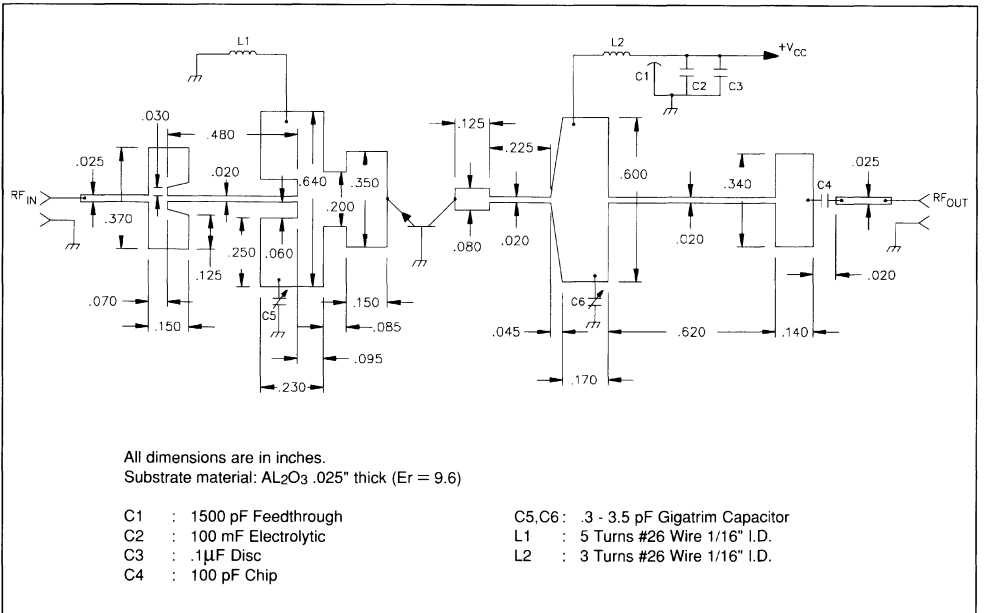 L1
L2
+VCC
C1
C2
C3
.030
.480
.125
.225
.025
.020
.640
.350
.600
.340
C4
.025
RFIN
RFOUT
.370
.200
.080
.020
.020
.020
.125
.250
.060
.070
C5
.150
C6
.150
.085
.045
.620
.140
.095
.230
.170
All dimensions are in inches.
Substrate material: AL2O3 .025" thick (Er = 9.6)
C1 : 1500 pF Feedthrough
C2 : 100 mF Electrolytic
C3 : .1µF Disc
C4 : 100 pF Chip
C5,C6 : .3 - 3.5 pF Gigatrim Capacitor
L1 : 5 Turns #26 Wire 1/16" I.D.
L2 : 3 Turns #26 Wire 1/16" I.D.